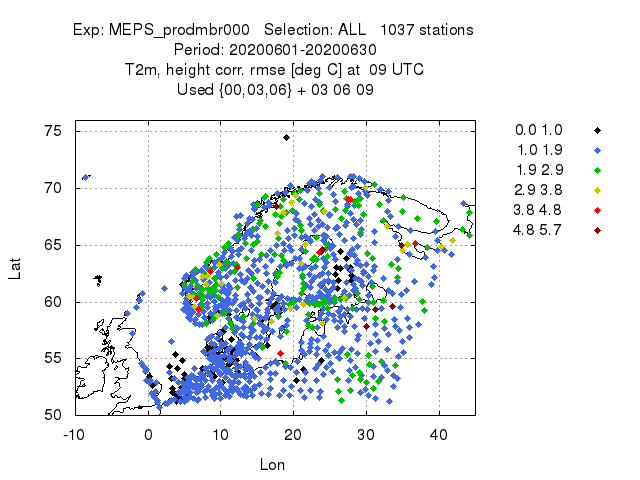 Exp: MEPS_prodmbr000 Selection: ALL 1037 stations
Period: 20200601-20200630
T2m, height corr. rmse [deg C] at 09 UTC
Used {00,03,06} + 03 06 09
75
70
65
60
55
50
Lat
-10 0 10 20 30 40
Lon
0.0 1.0
1.0 1.9
1.9 2.9
2.9 3.8
3.8 4.8
4.8 5.7